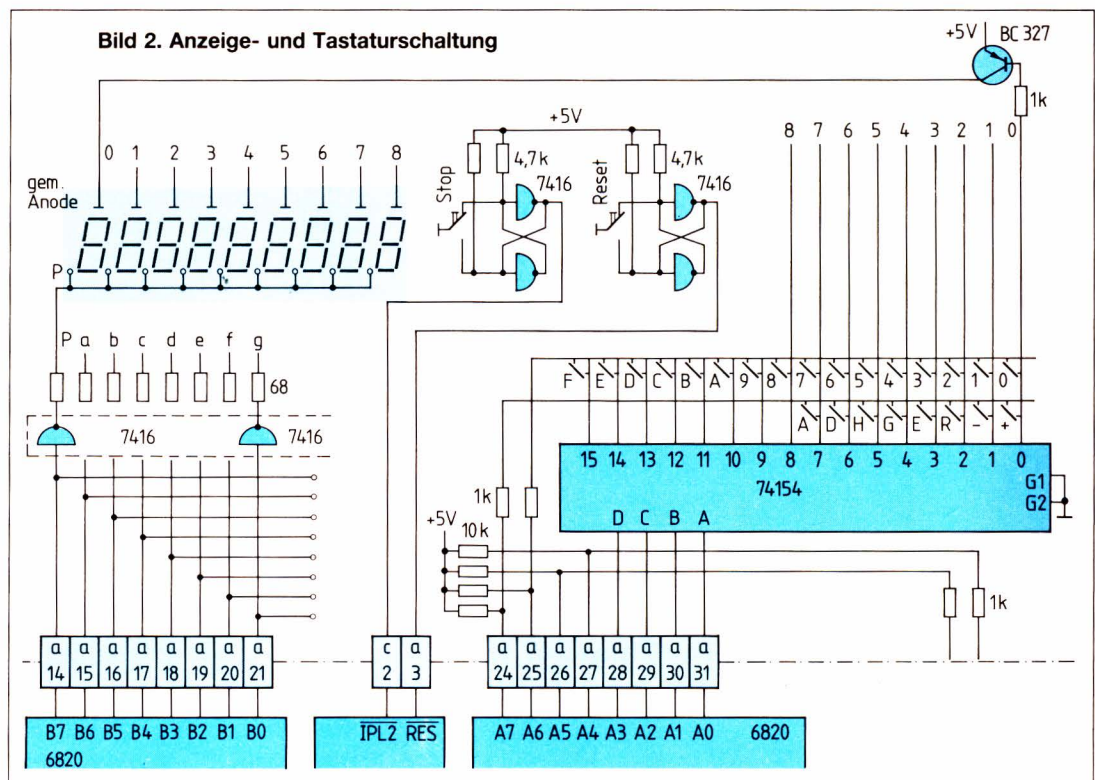 Bild 2. Anzeige- und Tastaturschaltung
+5V BC 327
1k
+5V
8 7 6 5 4 3 2 1 0
0 1 2 3 4 5 6 7 8
gem.
Anode
Stop
4,7k
7416
Reset
4,7k
7416
P
P a b c d e f g
68
7416 7416
F E D C B A 9 8 7 6 5 4 3 2 1 0
A D H G E R - +
15 14 13 12 11 10 9 8 7 6 5 4 3 2 1 0
74154
G1
G2
D C B A
1k
+5V
10k
1k
a a a a a a a a
14 15 16 17 18 19 20 21
c a
2 3
a a a a a a a a
24 25 26 27 28 29 30 31
B7 B6 B5 B4 B3 B2 B1 B0
6820
IPL2 RES
A7 A6 A5 A4 A3 A2 A1 A0 6820